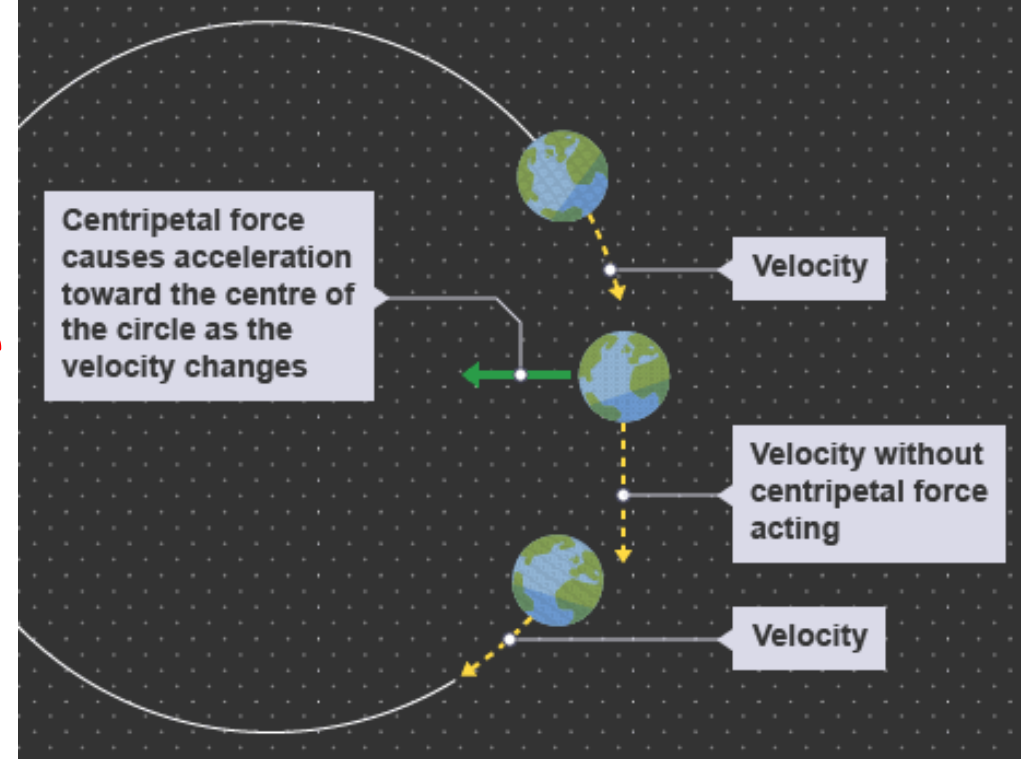 Centripetal force
causes acceleration
toward the centre of
the circle as the
velocity changes
Velocity
Velocity without
centripetal force
acting
Velocity